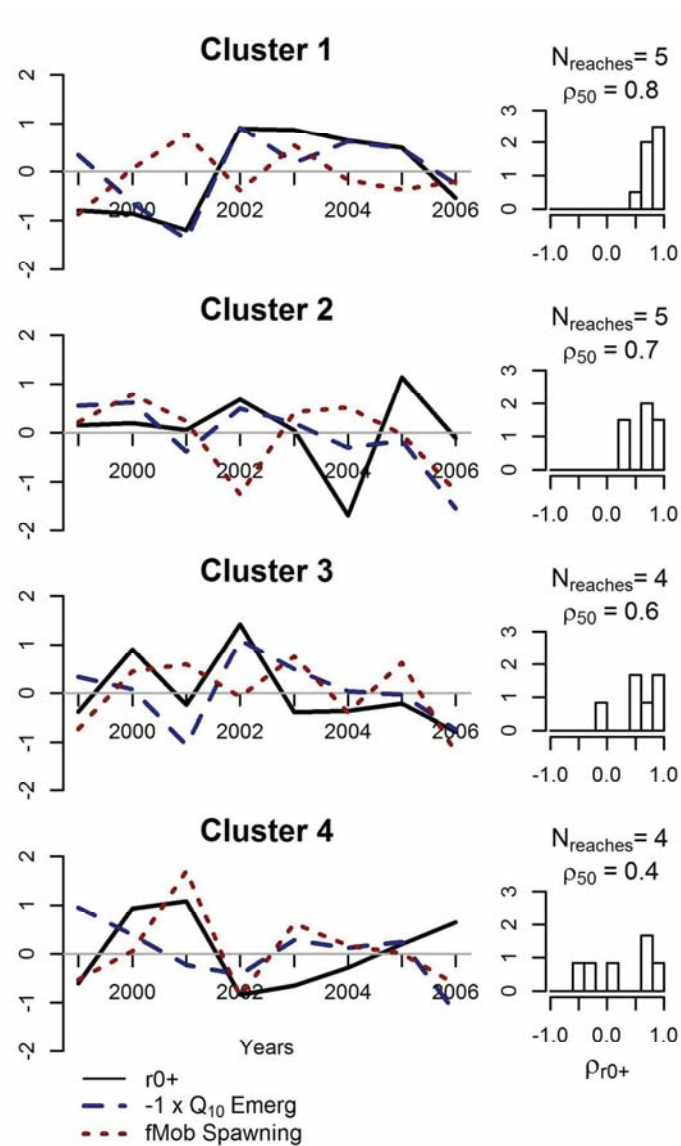 Cluster 1
2
1
0
-1
-2
2000 2002 2004 2006
Nreaches= 5
ρ50 = 0.8
3
2
1
0
-1.0 0.0 1.0
Cluster 2
2
1
0
-1
-2
2000 2002 2004 2006
Nreaches= 5
ρ50 = 0.7
3
2
1
0
-1.0 0.0 1.0
Cluster 3
2
1
0
-1
-2
2000 2002 2004 2006
Nreaches= 4
ρ50 = 0.6
3
2
1
0
-1.0 0.0 1.0
Cluster 4
2
1
0
-1
-2
2000 2002 2004 2006
Years
Nreaches= 4
ρ50 = 0.4
3
2
1
0
-1.0 0.0 1.0
ρr0+
r0+
-1 x Q10 Emerg
fMob Spawning